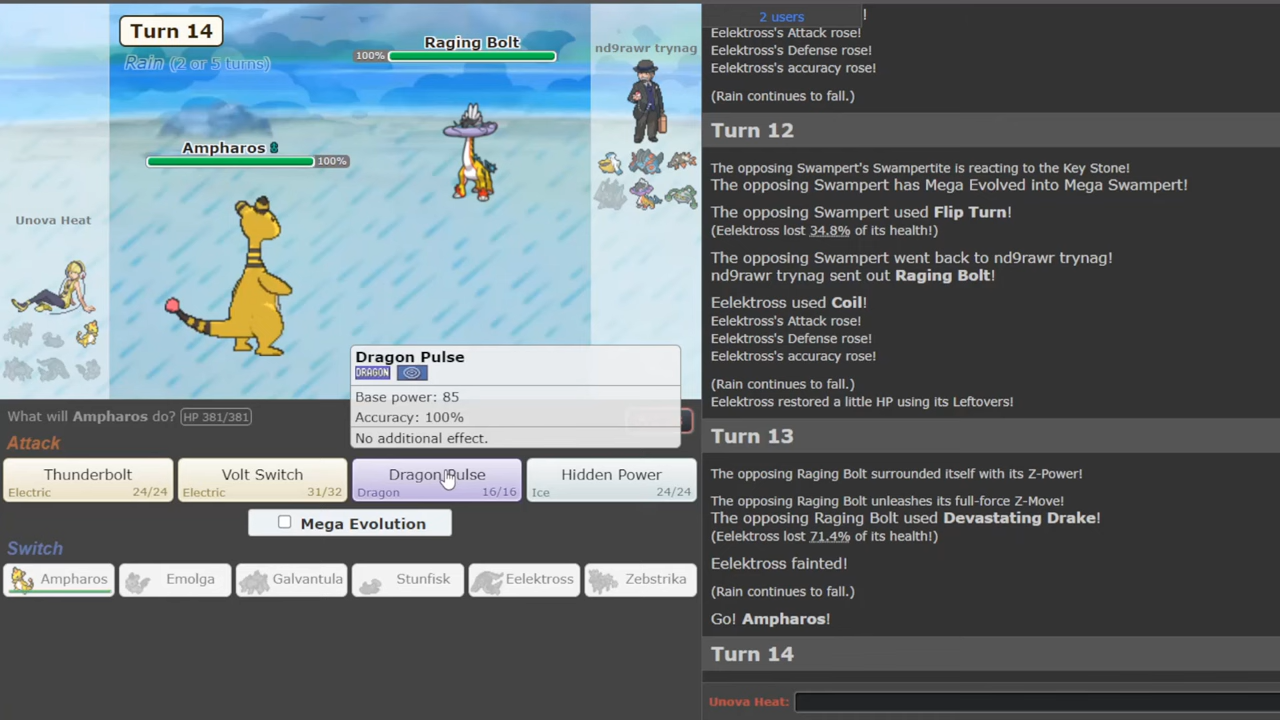 Turn 14
Rain (2 or 5 turns)
Raging Bolt
100%
Ampharos
100%
Unova Heat
nd9rawr trynag
Dragon Pulse
DRAGON
Base power: 85
Accuracy: 100%
No additional effect.
What will Ampharos do? HP 381/381
Attack
Thunderbolt
Electric 24/24
Volt Switch
Electric 31/32
Dragon Pulse
Dragon 16/16
Hidden Power
Ice 24/24
Mega Evolution
Switch
Ampharos
Emolga
Galvantula
Stunfisk
Eelektross
Zebstrika
2 users
!
Eelektross's Attack rose!
Eelektross's Defense rose!
Eelektross's accuracy rose!
(Rain continues to fall.)
Turn 12
The opposing Swampert's Swampertite is reacting to the Key Stone!
The opposing Swampert has Mega Evolved into Mega Swampert!
The opposing Swampert used Flip Turn!
(Eelektross lost 34.8% of its health!)
The opposing Swampert went back to nd9rawr trynag!
nd9rawr trynag sent out Raging Bolt!
Eelektross used Coil!
Eelektross's Attack rose!
Eelektross's Defense rose!
Eelektross's accuracy rose!
(Rain continues to fall.)
Eelektross restored a little HP using its Leftovers!
Turn 13
The opposing Raging Bolt surrounded itself with its Z-Power!
The opposing Raging Bolt unleashes its full-force Z-Move!
The opposing Raging Bolt used Devastating Drake!
(Eelektross lost 71.4% of its health!)
Eelektross fainted!
(Rain continues to fall.)
Go! Ampharos!
Turn 14
Unova Heat: